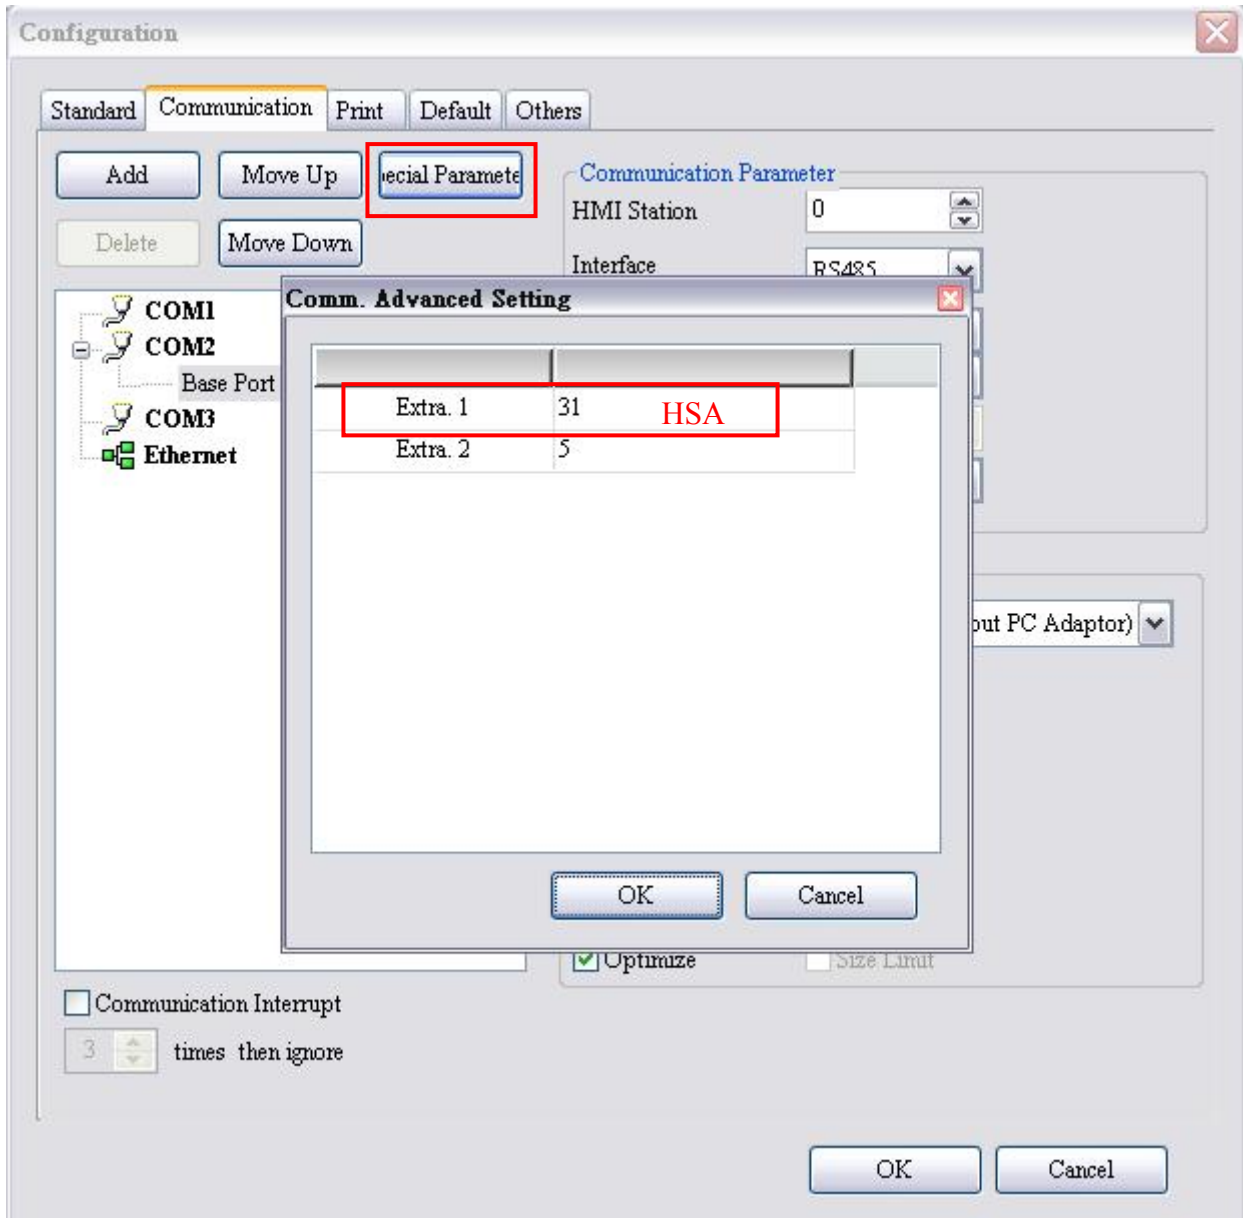 Configuration
Standard Communication Print Default Others
Add Move Up ecial Paramete
Delete Move Down
Communication Parameter
HMI Station 0
Interface RS485
COM1
COM2
Base Port
COM3
Ethernet
Comm. Advanced Setting
Extra. 1 31 HSA
Extra. 2 5
OK Cancel
out PC Adaptor)
Optimize Size Limit
Communication Interrupt
3 times then ignore
OK Cancel